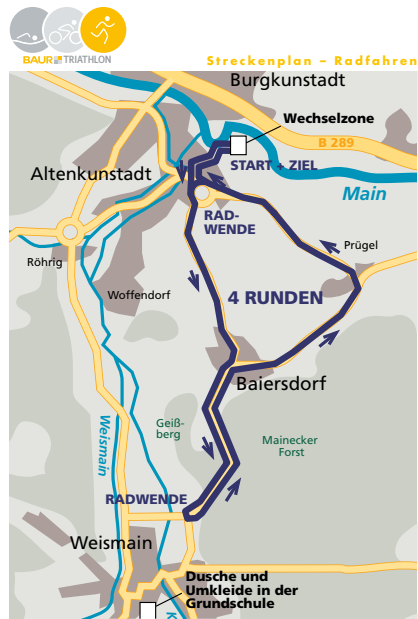 BAUR TRIATHLON
Streckenplan – Radfahren
Burgkunstadt
Wechselzone
B 289
START + ZIEL
Altenkunstadt
Main
RAD-
WENDE
Prügel
Röhrig
Woffendorf
4 RUNDEN
Baiersdorf
Geiß-
berg
Weismain
Mainecker
Forst
RADWENDE
Weismain
Dusche und
Umkleide in der
Grundschule
K